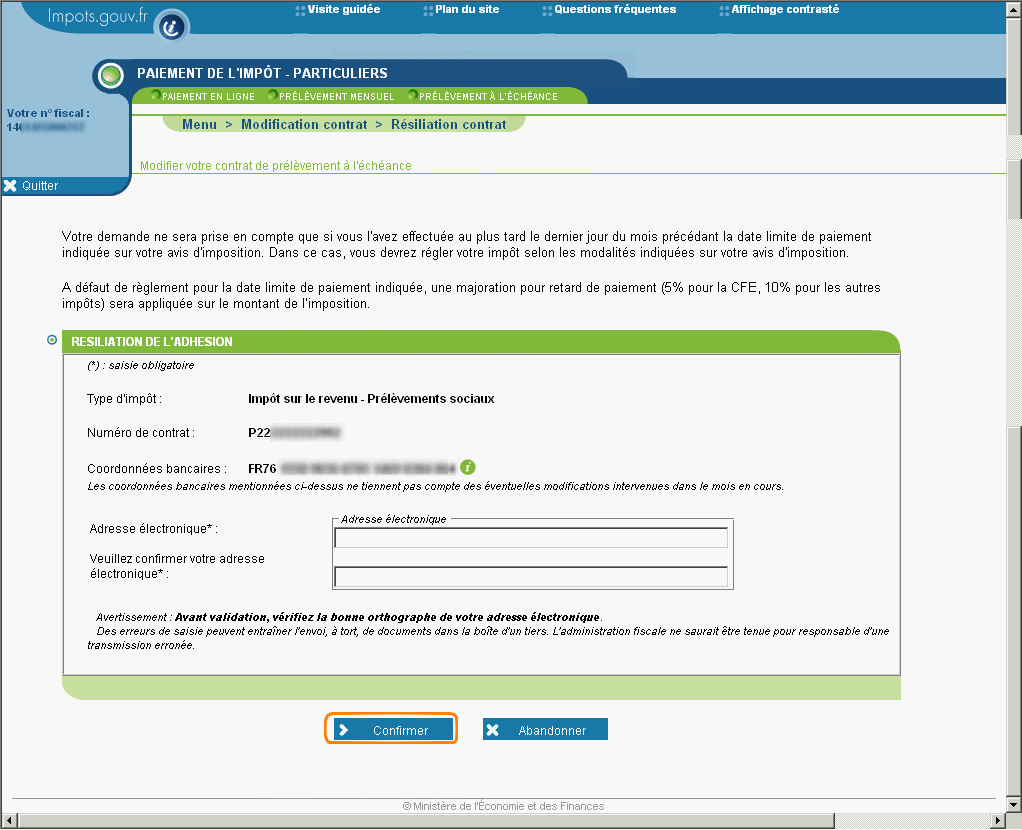 Impots.gouv.fr
Visite guidée
Plan du site
Questions fréquentes
Affichage contrasté
PAIEMENT DE L'IMPÔT - PARTICULIERS
PAIEMENT EN LIGNE
PRÉLÈVEMENT MENSUEL
PRÉLÈVEMENT À L'ÉCHÉANCE
Votre n° fiscal :
Menu > Modification contrat > Résiliation contrat
Modifier votre contrat de prélèvement à l'échéance
Quitter
Votre demande ne sera prise en compte que si vous l'avez effectuée au plus tard le dernier jour du mois précédant la date limite de paiement
indiquée sur votre avis d'imposition. Dans ce cas, vous devrez régler votre impôt selon les modalités indiquées sur votre avis d'imposition.
A défaut de règlement pour la date limite de paiement indiquée, une majoration pour retard de paiement (5% pour la CFE, 10% pour les autres
impôts) sera appliquée sur le montant de l'imposition.
RESILIATION DE L'ADHESION
(*) : saisie obligatoire
Type d'impôt : Impôt sur le revenu - Prélèvements sociaux
Numéro de contrat : P22
Coordonnées bancaires : FR76
Les coordonnées bancaires mentionnées ci-dessus ne tiennent pas compte des éventuelles modifications intervenues dans le mois en cours.
Adresse électronique
Adresse électronique* :
Veuillez confirmer votre adresse
électronique* :
Avertissement : Avant validation, vérifiez la bonne orthographe de votre adresse électronique.
Des erreurs de saisie peuvent entraîner l'envoi, à tort, de documents dans la boîte d'un tiers. L'administration fiscale ne saurait être tenue pour responsable d'une
transmission erronée.
Confirmer
Abandonner
© Ministère de l'Économie et des Finances